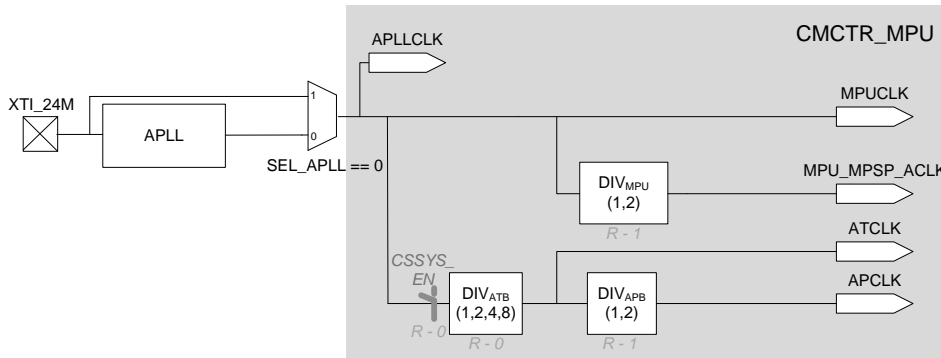 CMCTR_MPU
APLLCLK
XTI_24M
MPUCLK
1
APLL
0
SEL_APLL == 0
MPU_MPSP_ACLK
DIVMPU
(1,2)
R - 1
ATCLK
CSSYS_
EN
APCLK
DIVATB
(1,2,4,8)
DIVAPB
(1,2)
R - 0
R - 0
R - 1